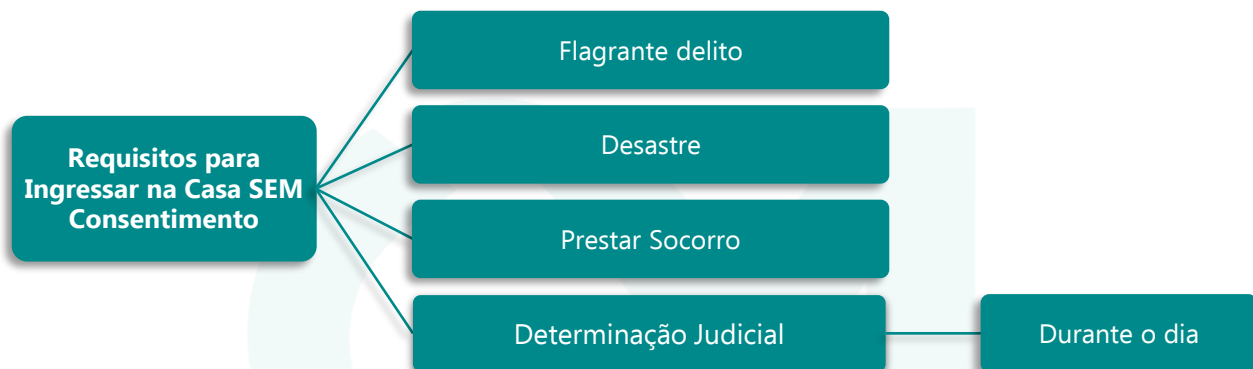 Requisitos para
Ingressar na Casa SEM
Consentimento
Flagrante delito
Desastre
Prestar Socorro
Determinação Judicial
Durante o dia